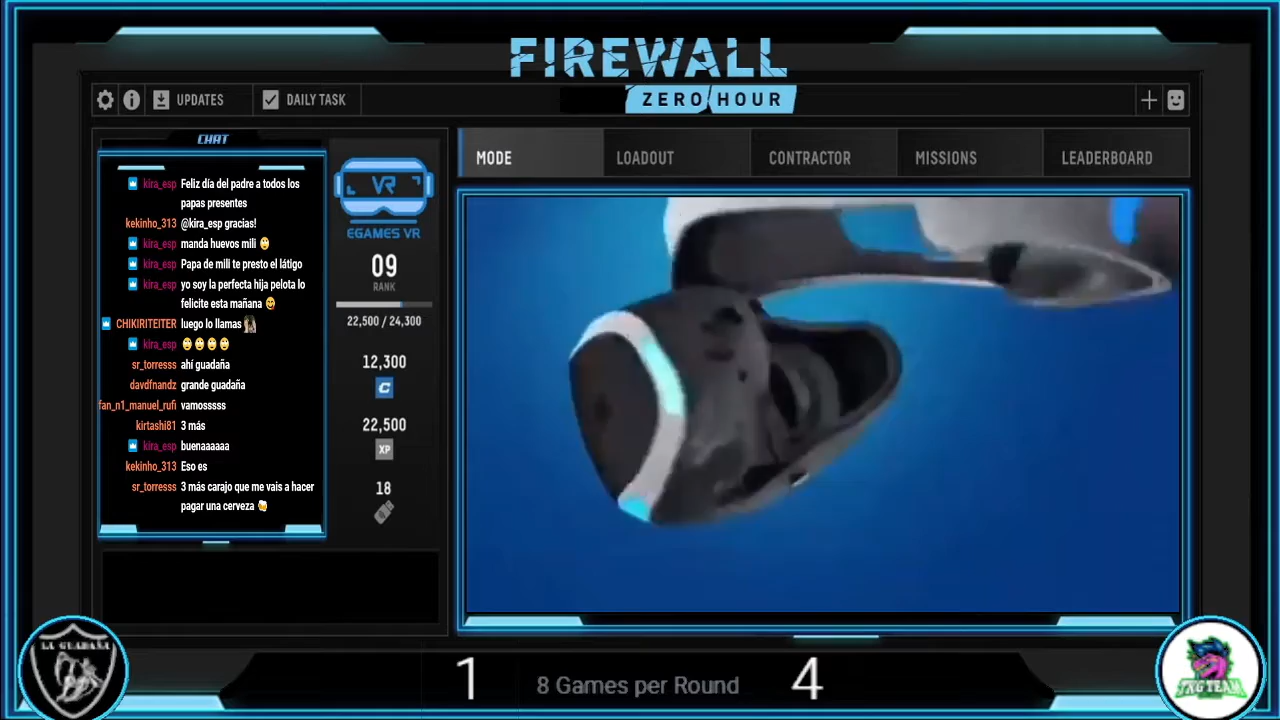 FIREWALL
ZERO HOUR
UPDATES
DAILY TASK
CHAT
kira_esp Feliz día del padre a todos los
papas presentes
kekinho_313 @kira_esp gracias!
kira_esp manda huevos mili 🙄
kira_esp Papa de mili te presto el látigo
kira_esp yo soy la perfecta hija pelota lo
felicite esta mañana 😋
CHIKIRITEITER luego lo llamas
kira_esp 🙄🙄🙄🙄
sr_torresss ahí guadaña
davdfnandz grande guadaña
fan_n1_manuel_rufi vamosssss
kirtashi81 3 más
kira_esp buenaaaaaa
kekinho_313 Eso es
sr_torresss 3 más carajo que me vais a hacer
pagar una cerveza 🍻
VR
EGAMES VR
09
RANK
22,500 / 24,300
12,300
C
22,500
XP
18
MODE
LOADOUT
CONTRACTOR
MISSIONS
LEADERBOARD
LA GUADAÑA
1
8 Games per Round
4